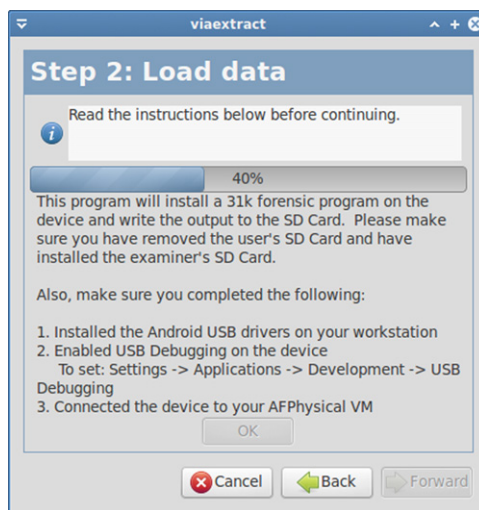 viaextract
Step 2: Load data
Read the instructions below before continuing.
40%
This program will install a 31k forensic program on the
device and write the output to the SD Card. Please make
sure you have removed the user's SD Card and have
installed the examiner's SD Card.
Also, make sure you completed the following:
1. Installed the Android USB drivers on your workstation
2. Enabled USB Debugging on the device
To set: Settings -> Applications -> Development -> USB
Debugging
3. Connected the device to your AFPhysical VM
OK
Cancel
Back
Forward